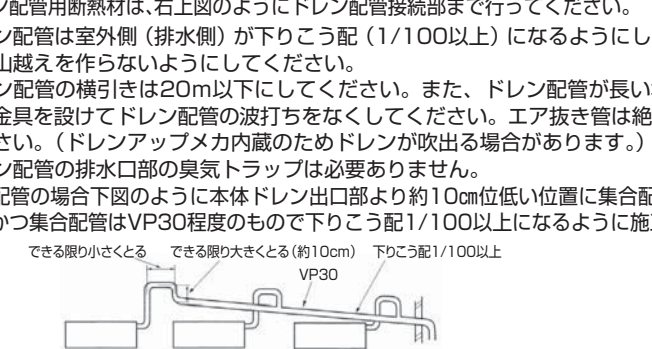 ン配管用断熱材は、右上図のようにドレン配管接続部まで行ってください。
ン配管は室外側（排水側）が下りこう配（1/100以上）になるようにし
山越えを作らないようにしてください。
ン配管の横引きは20m以下にしてください。また、ドレン配管が長い
金具を設けてドレン配管の波打ちをなくしてください。エア抜き管は絶
さい。（ドレンアップメカ内蔵のためドレンが吹出る場合があります。）
ン配管の排水口部の臭気トラップは必要ありません。
配管の場合下図のように本体ドレン出口部より約10㎝位低い位置に集合配
かつ集合配管はVP30程度のもので下りこう配1/100以上になるように施
できる限り小さくとる できる限り大きくとる（約10cm） 下りこう配1/100以上
VP30